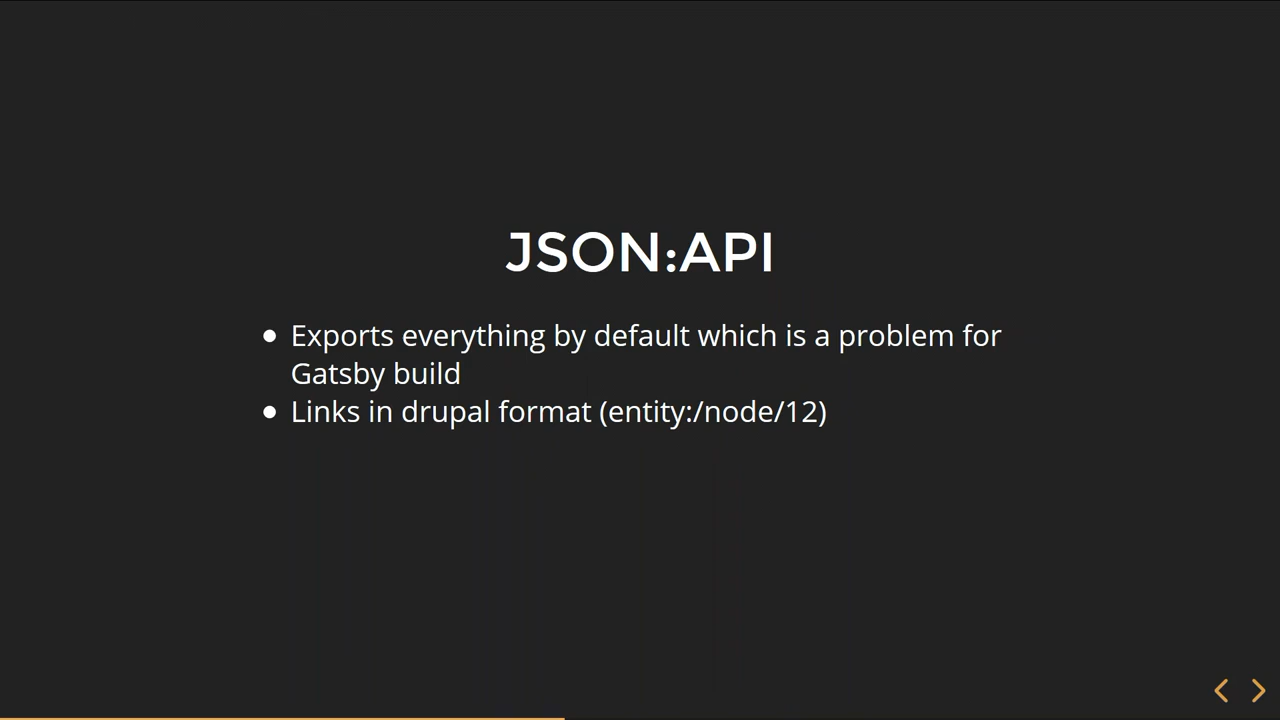 JSON:API
• Exports everything by default which is a problem for
Gatsby build
• Links in drupal format (entity:/node/12)